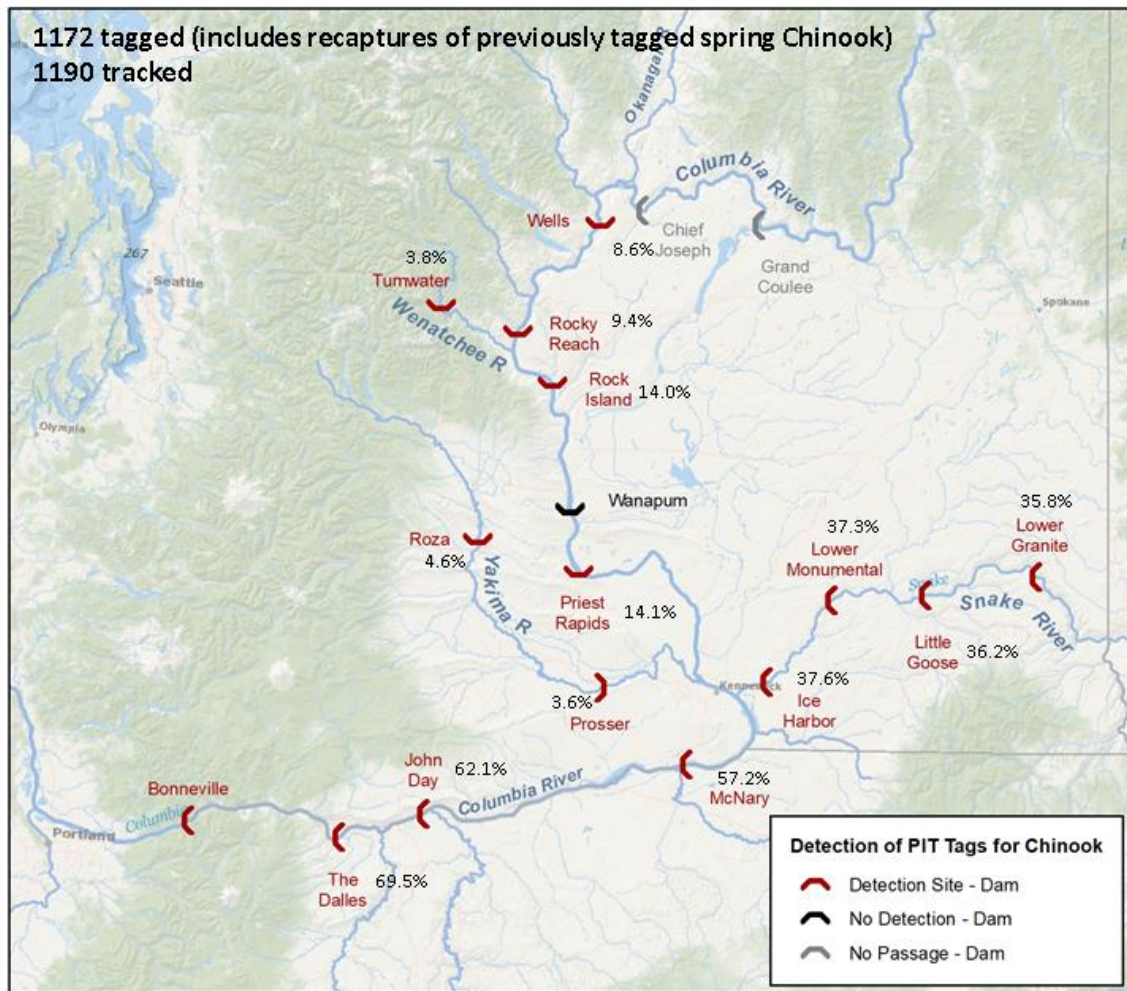 1172 tagged (includes recaptures of previously tagged spring Chinook)
1190 tracked
Okanagan R
Columbia River
Wells
Chief
Joseph
8.6%
Grand
Coulee
267
Seattle
Spokane
3.8%
Tumwater
Wenatchee R
Rocky
Reach
9.4%
Rock
Island
14.0%
Olympia
Wanapum
Roza
4.6%
Yakima R
Priest
Rapids
14.1%
37.3%
Lower
Monumental
35.8%
Lower
Granite
Snake
Snake River
Little
Goose
36.2%
3.6%
Prosser
37.6%
Ice
Harbor
Bonneville
John
Day
62.1%
Columbia River
57.2%
McNary
Columbia
Portland
The
Dalles
69.5%
Detection of PIT Tags for Chinook
Detection Site - Dam
No Detection - Dam
No Passage - Dam